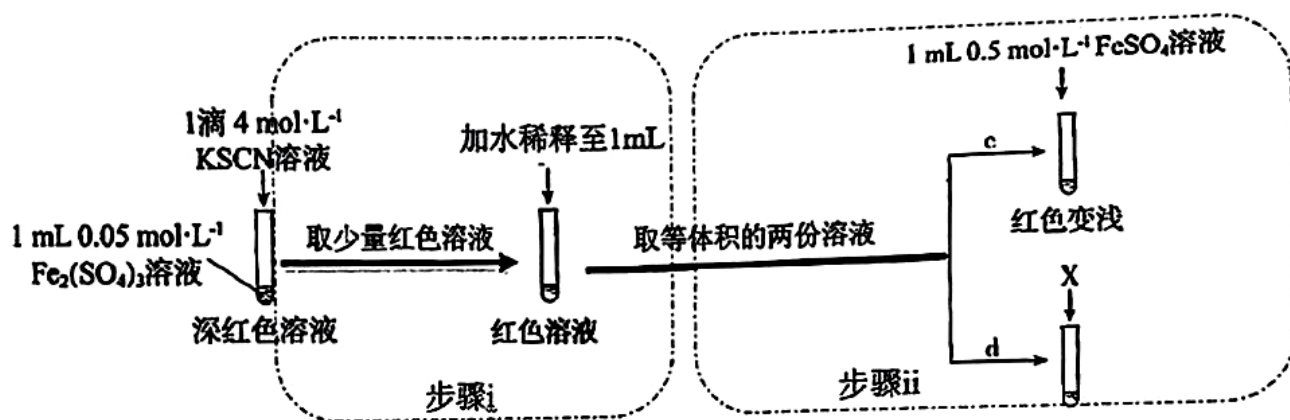 1滴 4 mol·L⁻¹
KSCN溶液
1 mL 0.05 mol·L⁻¹
Fe₂(SO₄)₃溶液
深红色溶液
取少量红色溶液
加水稀释至1mL
红色溶液
步骤i
取等体积的两份溶液
1 mL 0.5 mol·L⁻¹ FeSO₄溶液
c
红色变浅
X
d
步骤ii